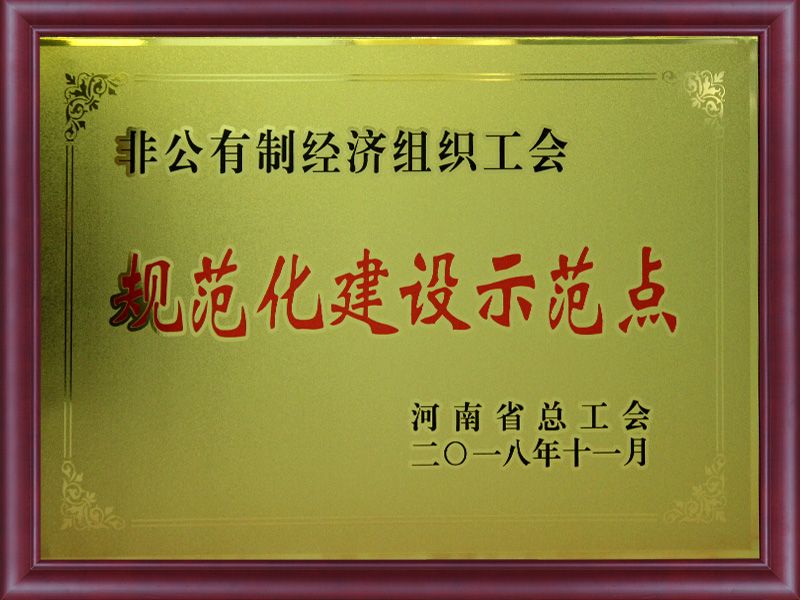 非公有制经济组织工会
规范化建设示范点
河南省总工会
二〇一八年十一月